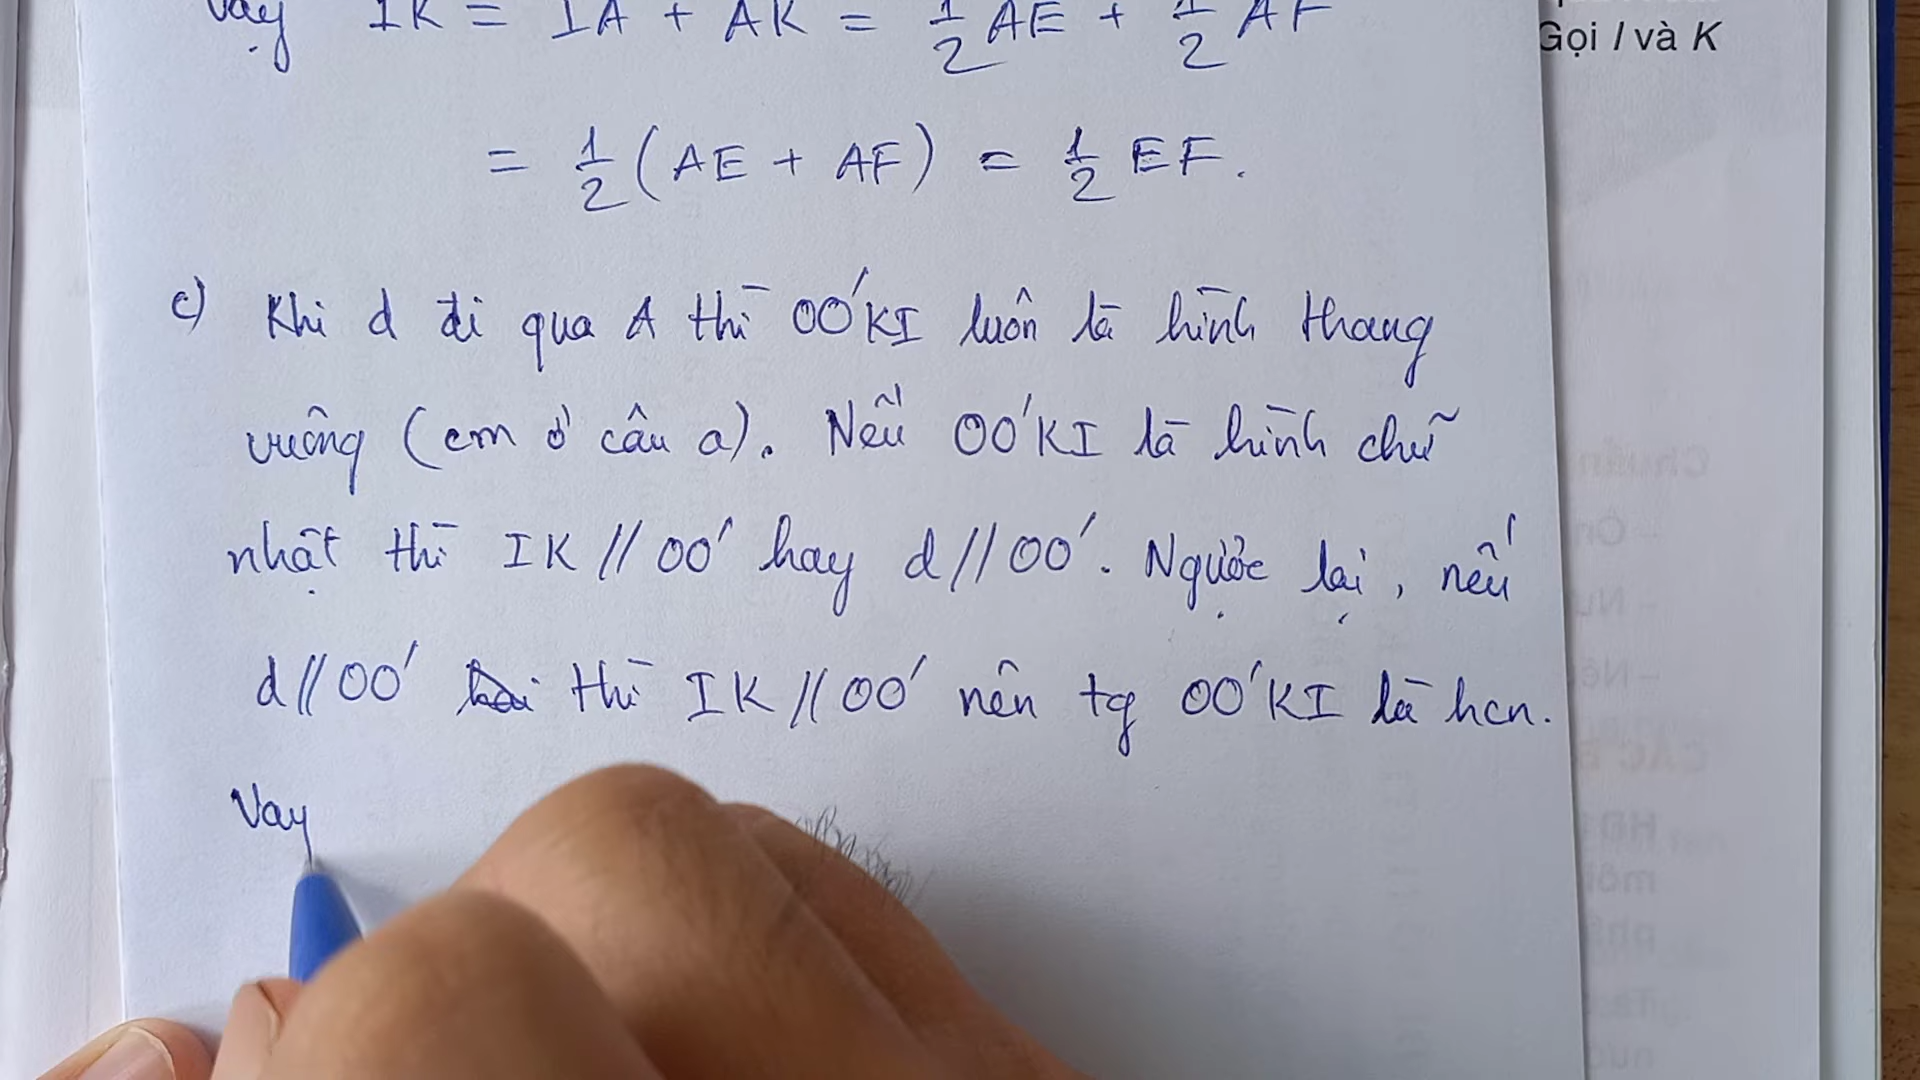 Vậy IK = IA + AK = 1/2 AE + 1/2 AF
Gọi I và K
= 1/2 (AE + AF) = 1/2 EF.
c) Khi d đi qua A thì OO'KI luôn là hình thang
vuông (cm ở câu a). Nếu OO'KI là hình chữ
nhật thì IK // OO' hay d // OO'. Ngược lại, nếu
d // OO' thì IK // OO' nên tg OO'KI là hcn.
Vay